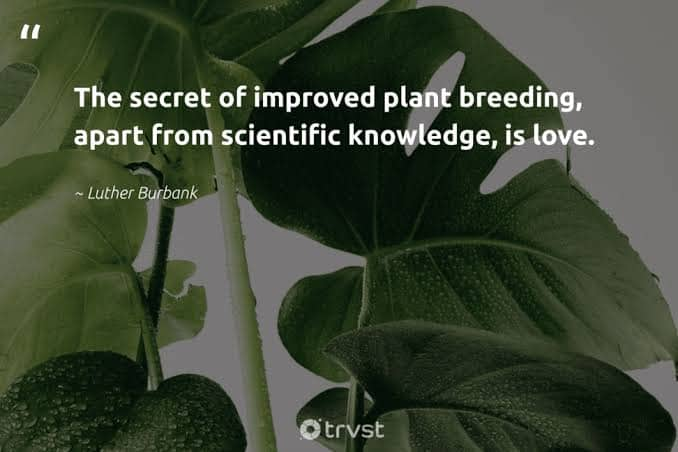 “
The secret of improved plant breeding,
apart from scientific knowledge, is love.
~ Luther Burbank
trvst